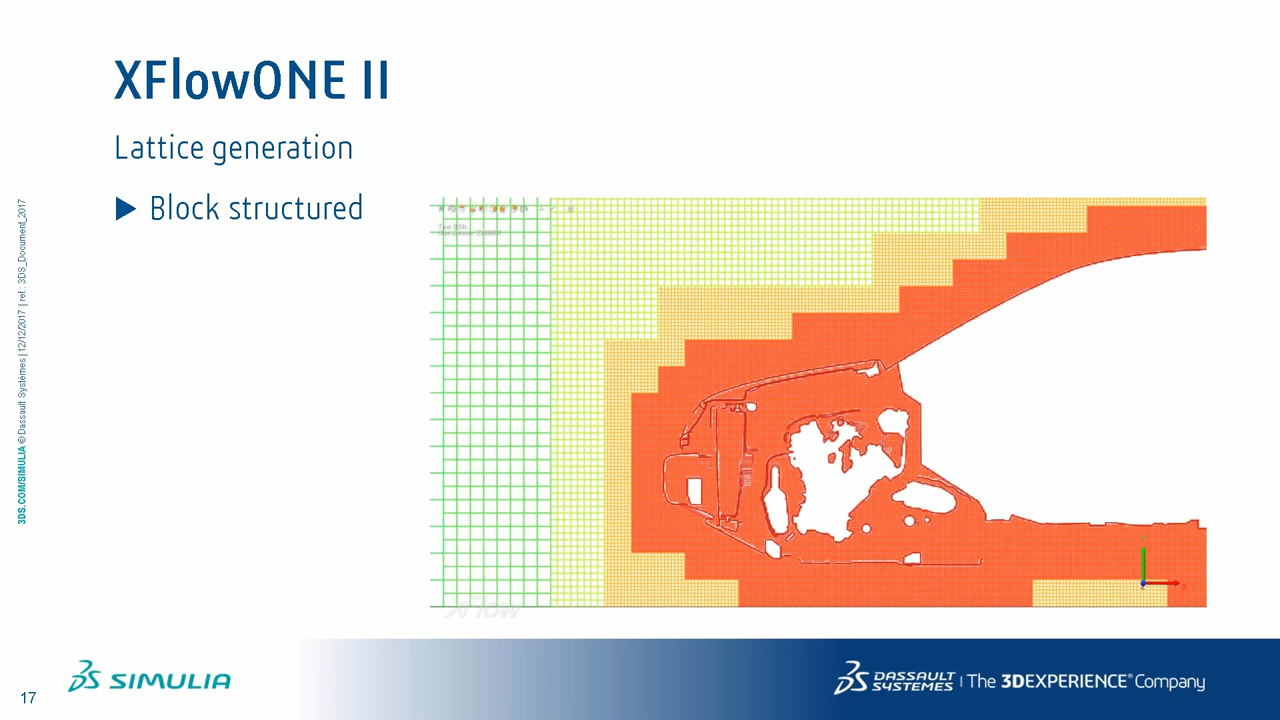 XFlowONE II
Lattice generation
Block structured
3DS.COM/SIMULIA © Dassault Systèmes | 12/12/2017 | ref.: 3DS_Document_2017
XFlow
17
SIMULIA
DASSAULT SYSTEMES | The 3DEXPERIENCE® Company